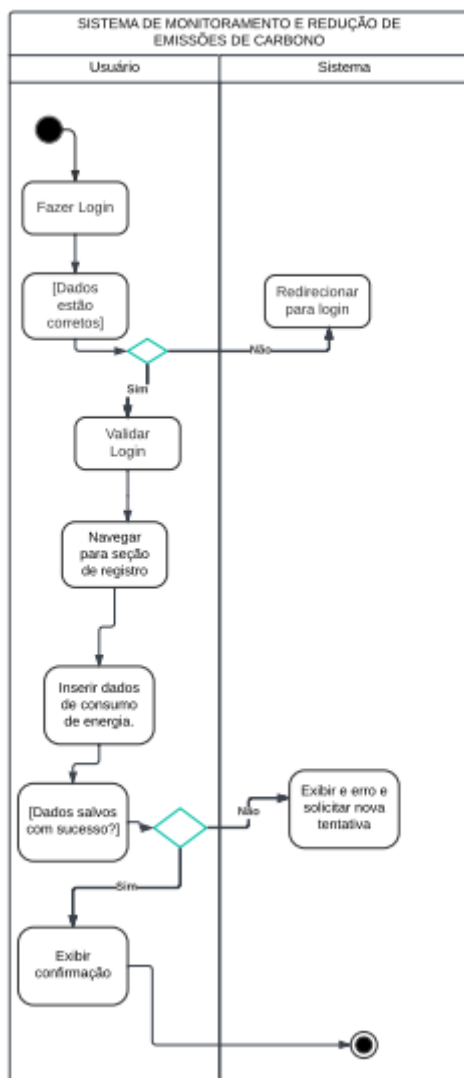 SISTEMA DE MONITORAMENTO E REDUÇÃO DE
EMISSÕES DE CARBONO
Usuário
Sistema
Fazer Login
[Dados
estão
corretos]
Redirecionar
para login
Não
Sim
Validar
Login
Navegar
para seção
de registro
Inserir dados
de consumo
de energia.
[Dados salvos
com sucesso?]
Não
Exibir e erro e
solicitar nova
tentativa
Sim
Exibir
confirmação